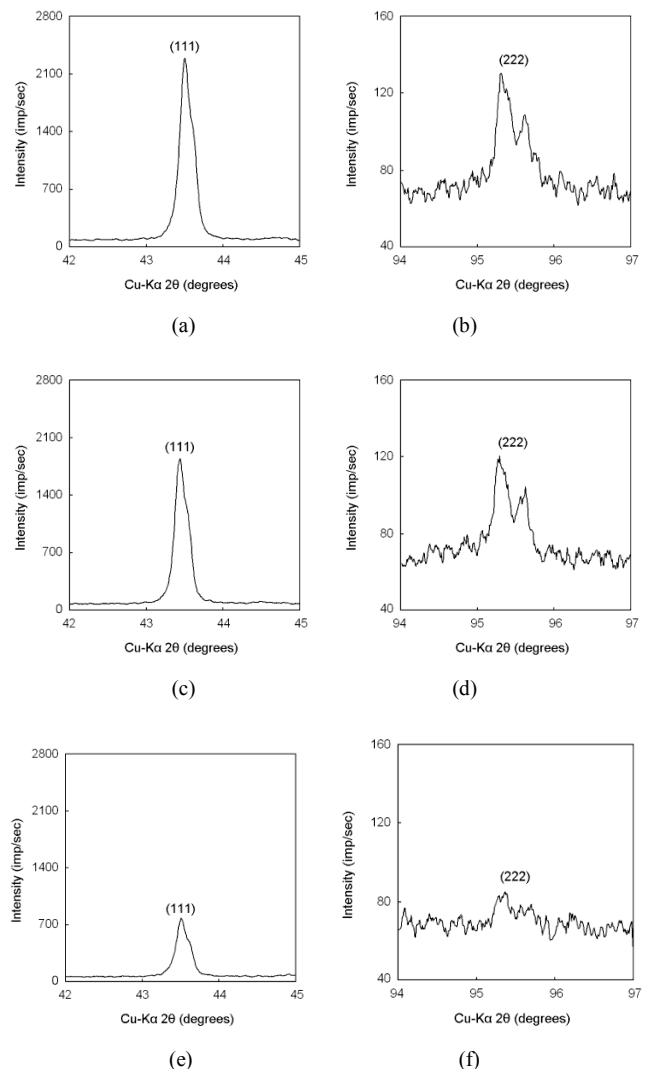 2800
2100
1400
700
0
Intensity (imp/sec)
(111)
42 43 44 45
Cu-Kα 2θ (degrees)
(a)
160
120
80
40
Intensity (imp/sec)
(222)
94 95 96 97
Cu-Kα 2θ (degrees)
(b)
2800
2100
1400
700
0
Intensity (imp/sec)
(111)
42 43 44 45
Cu-Kα 2θ (degrees)
(c)
160
120
80
40
Intensity (imp/sec)
(222)
94 95 96 97
Cu-Kα 2θ (degrees)
(d)
2800
2100
1400
700
0
Intensity (imp/sec)
(111)
42 43 44 45
Cu-Kα 2θ (degrees)
(e)
160
120
80
40
Intensity (imp/sec)
(222)
94 95 96 97
Cu-Kα 2θ (degrees)
(f)